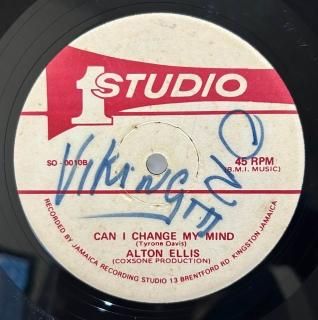 1 STUDIO
SO-0010B
45 RPM
(B.M.I. MUSIC)
VIKING II
CAN I CHANGE MY MIND
(Tyrone Davis)
ALTON ELLIS
(COXSONE PRODUCTION)
RECORDED BY JAMAICA RECORDING STUDIO 13 BRENTFORD RD KINGSTON JAMAICA